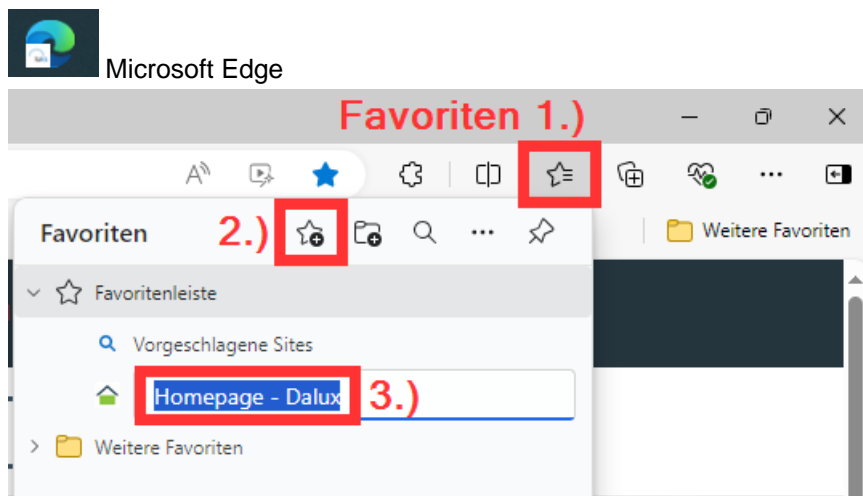 Microsoft Edge
Favoriten 1.)
Favoriten 2.)
Weitere Favoriten
Favoritenleiste
Vorgeschlagene Sites
Homepage - Dalux 3.)
Weitere Favoriten